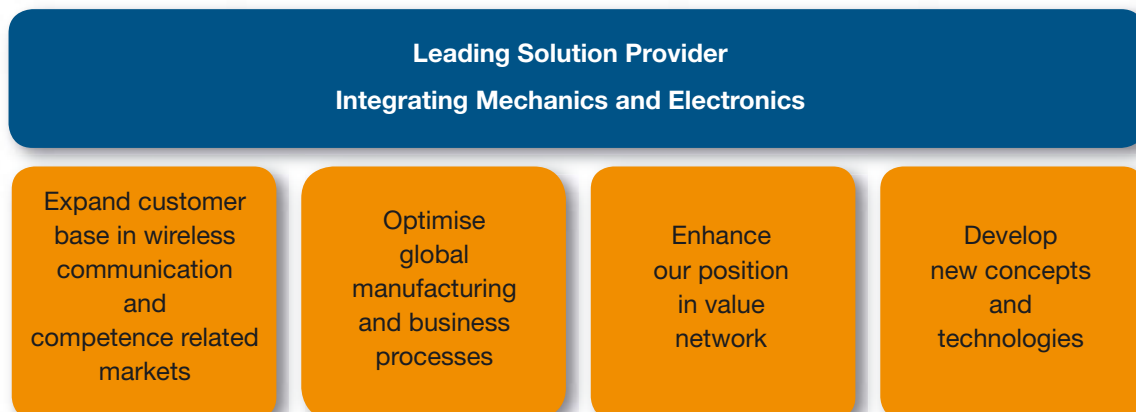 Leading Solution Provider
Integrating Mechanics and Electronics
Expand customer
base in wireless
communication
and
competence related
markets
Optimise
global
manufacturing
and business
processes
Enhance
our position
in value
network
Develop
new concepts
and
technologies